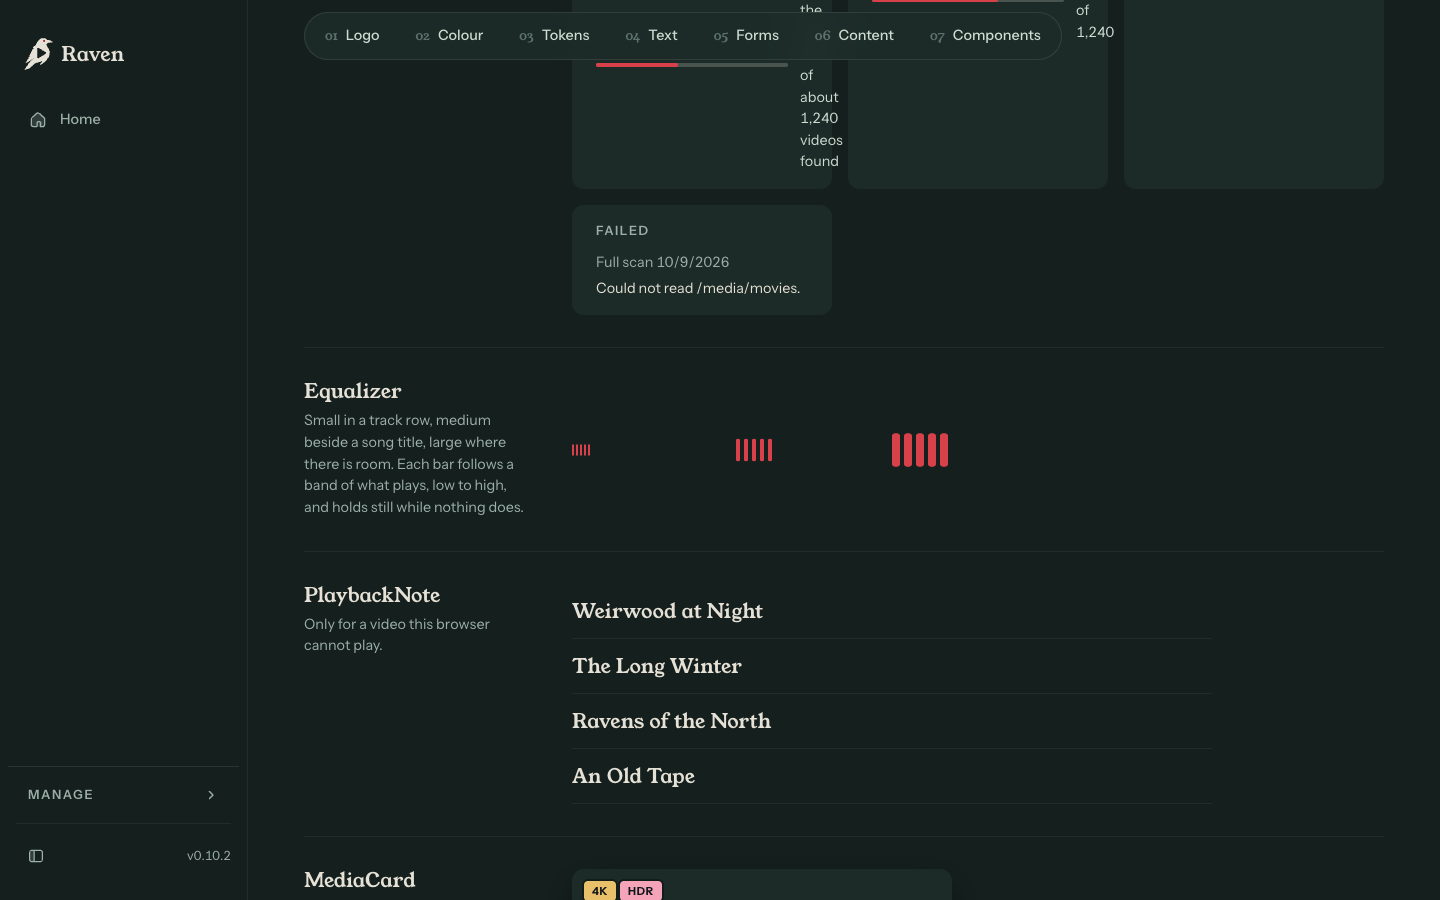 Raven
Home
01 Logo
02 Colour
03 Tokens
04 Text
05 Forms
06 Content
07 Components
the
of
about
1,240
videos
found
of
1,240
FAILED
Full scan 10/9/2026
Could not read /media/movies.
Equalizer
Small in a track row, medium
beside a song title, large where
there is room. Each bar follows a
band of what plays, low to high,
and holds still while nothing does.
PlaybackNote
Only for a video this browser
cannot play.
Weirwood at Night
The Long Winter
Ravens of the North
An Old Tape
MediaCard
4K
HDR
MANAGE
v0.10.2